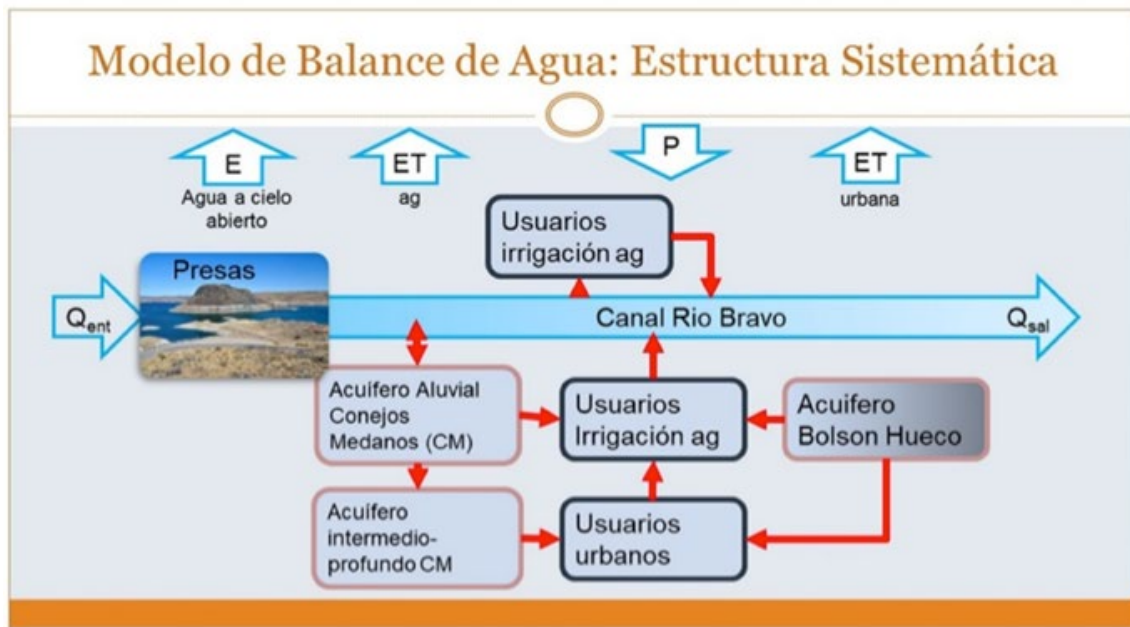 Modelo de Balance de Agua: Estructura Sistemática
E
Agua a cielo
abierto
ET
ag
P
ET
urbana
Usuarios
irrigación ag
Presas
Qent
Canal Rio Bravo
Qsal
Acuífero Aluvial
Conejos
Medanos (CM)
Usuarios
Irrigación ag
Acuifero
Bolson Hueco
Acuífero
intermedio-
profundo CM
Usuarios
urbanos